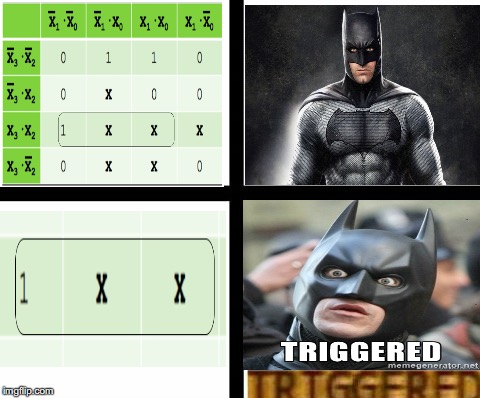 X̅₁·X̅₀ X̅₁·X₀ X₁·X₀ X₁·X̅₀
X̅₃·X̅₂ 0 1 1 0
X̅₃·X₂ 0 X 0 0
X₃·X₂ 1 X X X
X₃·X̅₂ 0 X X 0
1 X X
TRIGGERED
memegenerator.net
TRIGGERED
imgflip.com